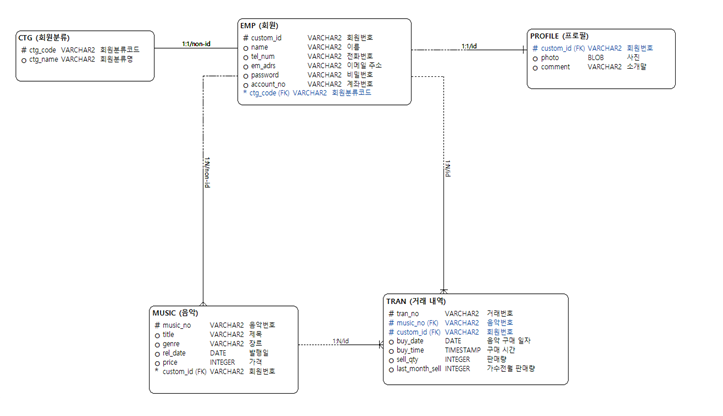 CTG (회원분류)
# ctg_code VARCHAR2 회원분류코드
o ctg_name VARCHAR2 회원분류명
1:1/non-id
EMP (회원)
# custom_id VARCHAR2 회원번호
o name VARCHAR2 이름
o tel_num VARCHAR2 전화번호
o em_adrs VARCHAR2 이메일 주소
o password VARCHAR2 비밀번호
o account_no VARCHAR2 계좌번호
* ctg_code (FK) VARCHAR2 회원분류코드
1:1/id
PROFILE (프로필)
# custom_id (FK) VARCHAR2 회원번호
o photo BLOB 사진
o comment VARCHAR2 소개말
1:N/non-id
1:N/id
MUSIC (음악)
# music_no VARCHAR2 음악번호
o title VARCHAR2 제목
o genre VARCHAR2 장르
o rel_date DATE 발행일
o price INTEGER 가격
* custom_id (FK) VARCHAR2 회원번호
1:N/id
TRAN (거래 내역)
# tran_no VARCHAR2 거래번호
# music_no (FK) VARCHAR2 음악번호
# custom_id (FK) VARCHAR2 회원번호
o buy_date DATE 음악 구매 일자
o buy_time TIMESTAMP 구매 시간
o sell_qty INTEGER 판매량
o last_month_sell INTEGER 가수전월 판매량